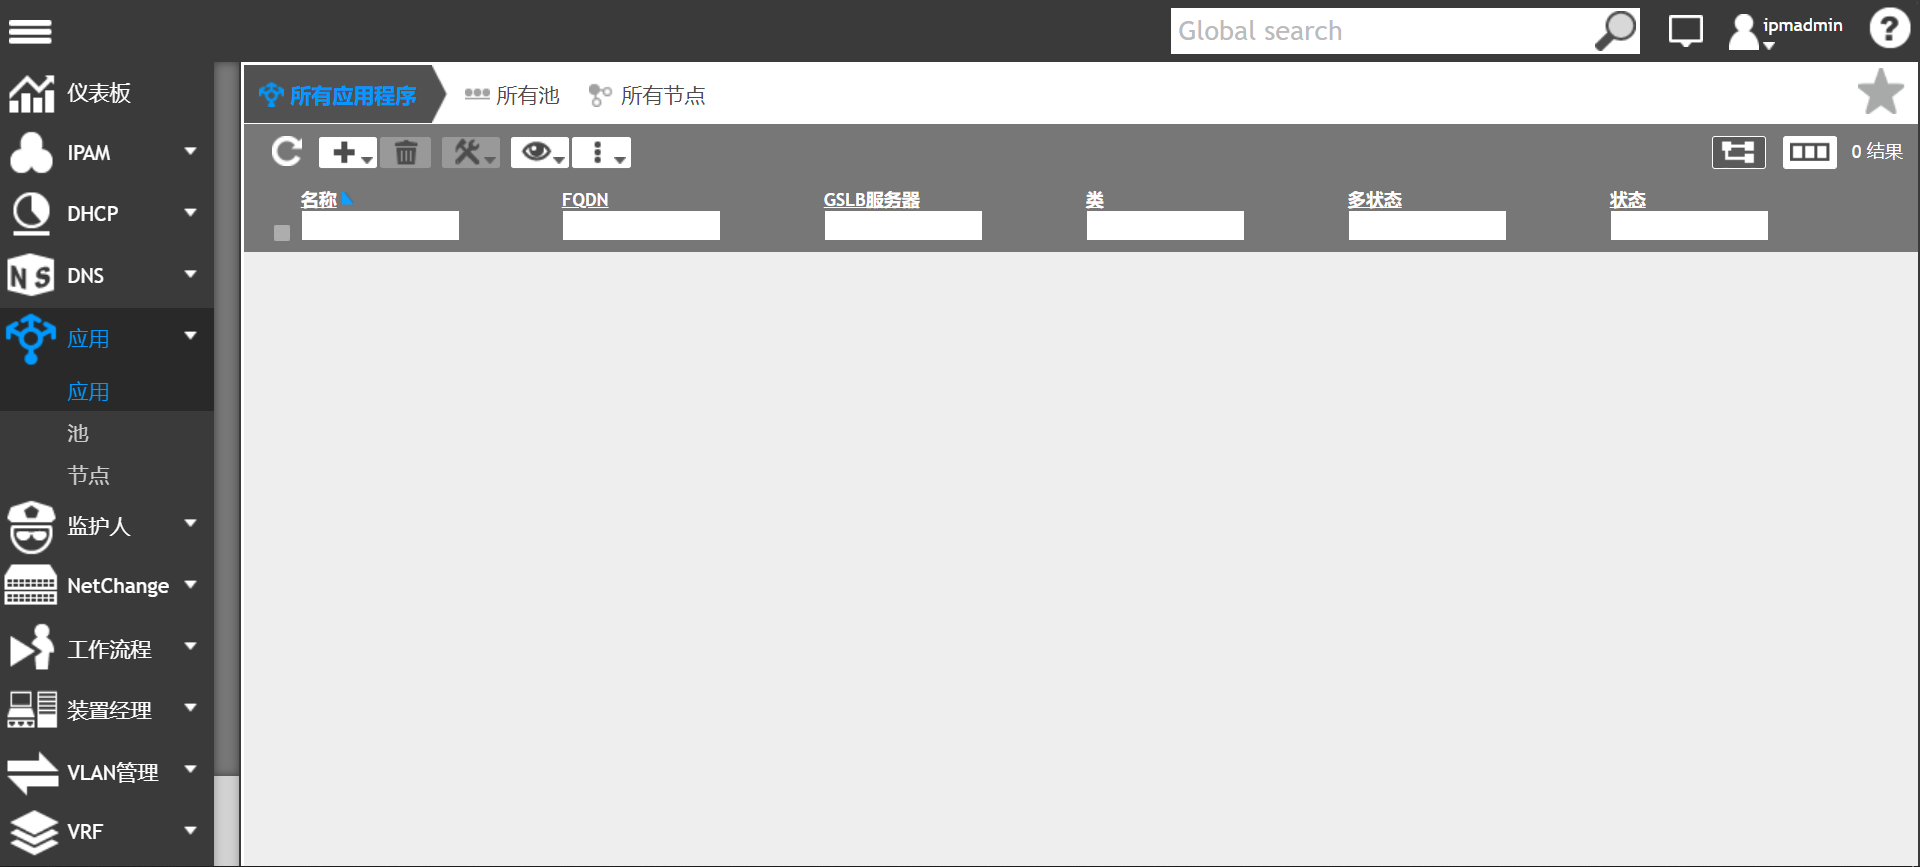 Global search
ipmadmin
?
仪表板
IPAM
DHCP
NS
DNS
应用
应用
池
节点
监护人
NetChange
工作流程
装置经理
VLAN管理
VRF
所有应用程序
所有池
所有节点
0 结果
名称
FQDN
GSLB服务器
类
多状态
状态